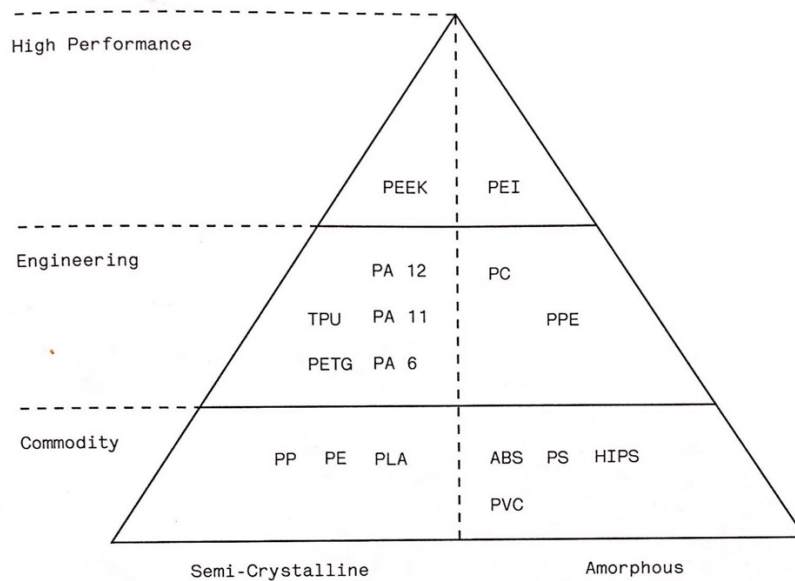 High Performance
PEEK PEI
Engineering
PA 12 PC
TPU PA 11 PPE
PETG PA 6
Commodity
PP PE PLA ABS PS HIPS
PVC
Semi-Crystalline Amorphous